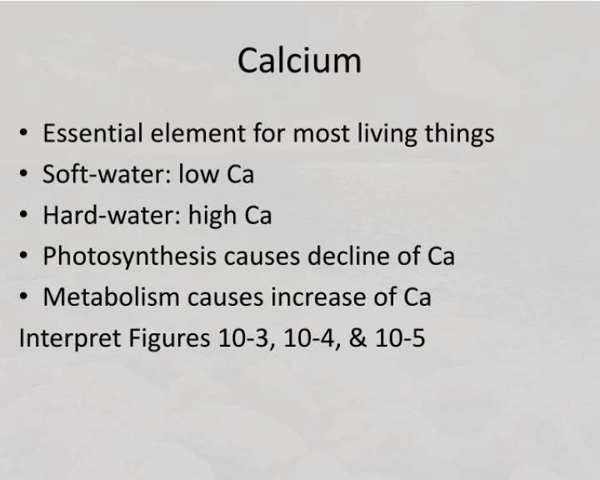 Calcium
• Essential element for most living things
• Soft-water: low Ca
• Hard-water: high Ca
• Photosynthesis causes decline of Ca
• Metabolism causes increase of Ca
Interpret Figures 10-3, 10-4, & 10-5